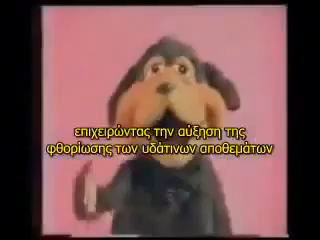 επιχειρώντας την αύξηση της
φθορίωσης των υδάτινων αποθεμάτων